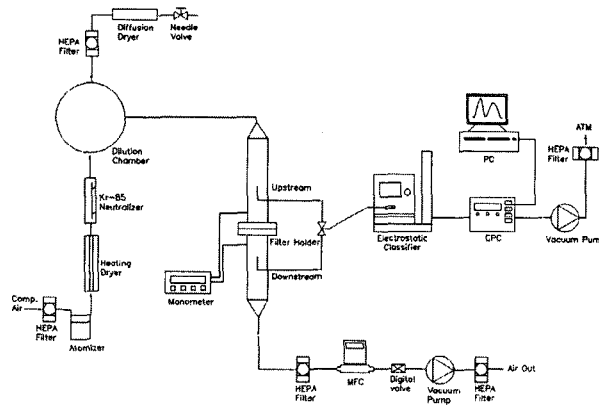 Diffusion
Dryer
Needle
Valve
HEPA
Filter
Dilution
Chamber
Kr-85
Neutralizer
Heating
Dryer
Comp.
Air
HEPA
Filter
Atomizer
Upstream
Filter Holder
Downstream
Manometer
Electrostatic
Classifier
PC
CPC
ATM
HEPA
Filter
Vacuum Pump
HEPA
Filter
MFC
Digital
valve
Vacuum
Pump
HEPA
Filter
Air Out